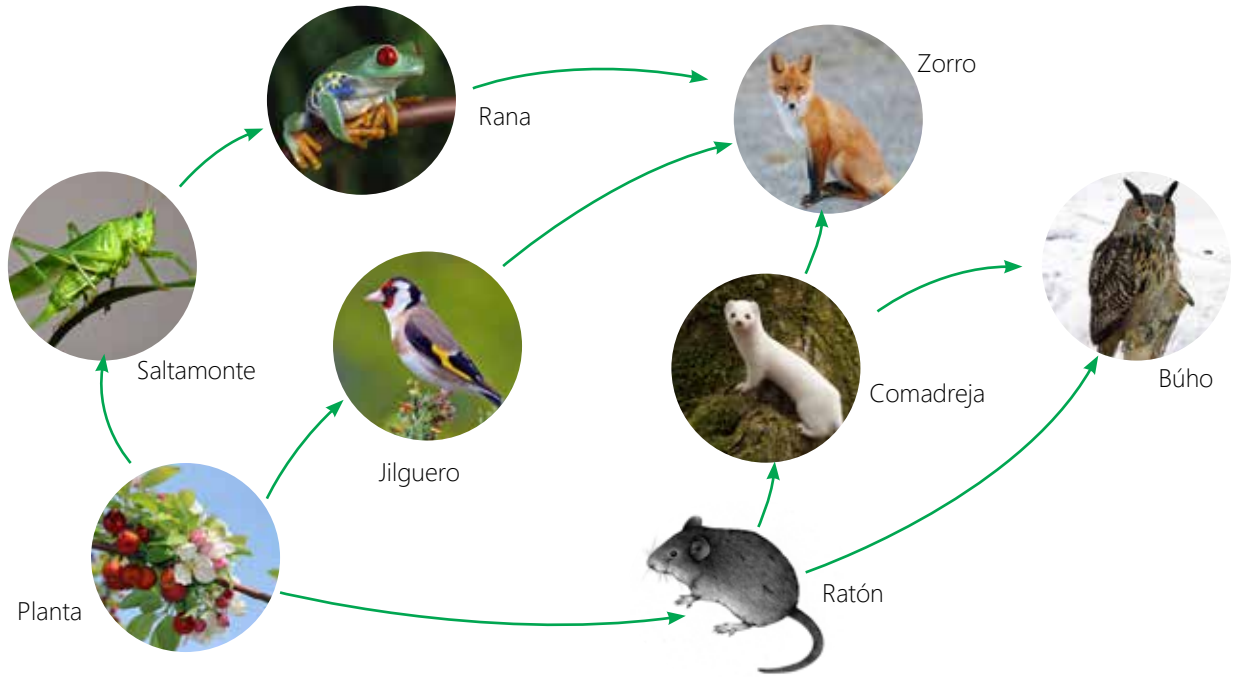 Zorro
Rana
Saltamonte
Búho
Comadreja
Jilguero
Ratón
Planta